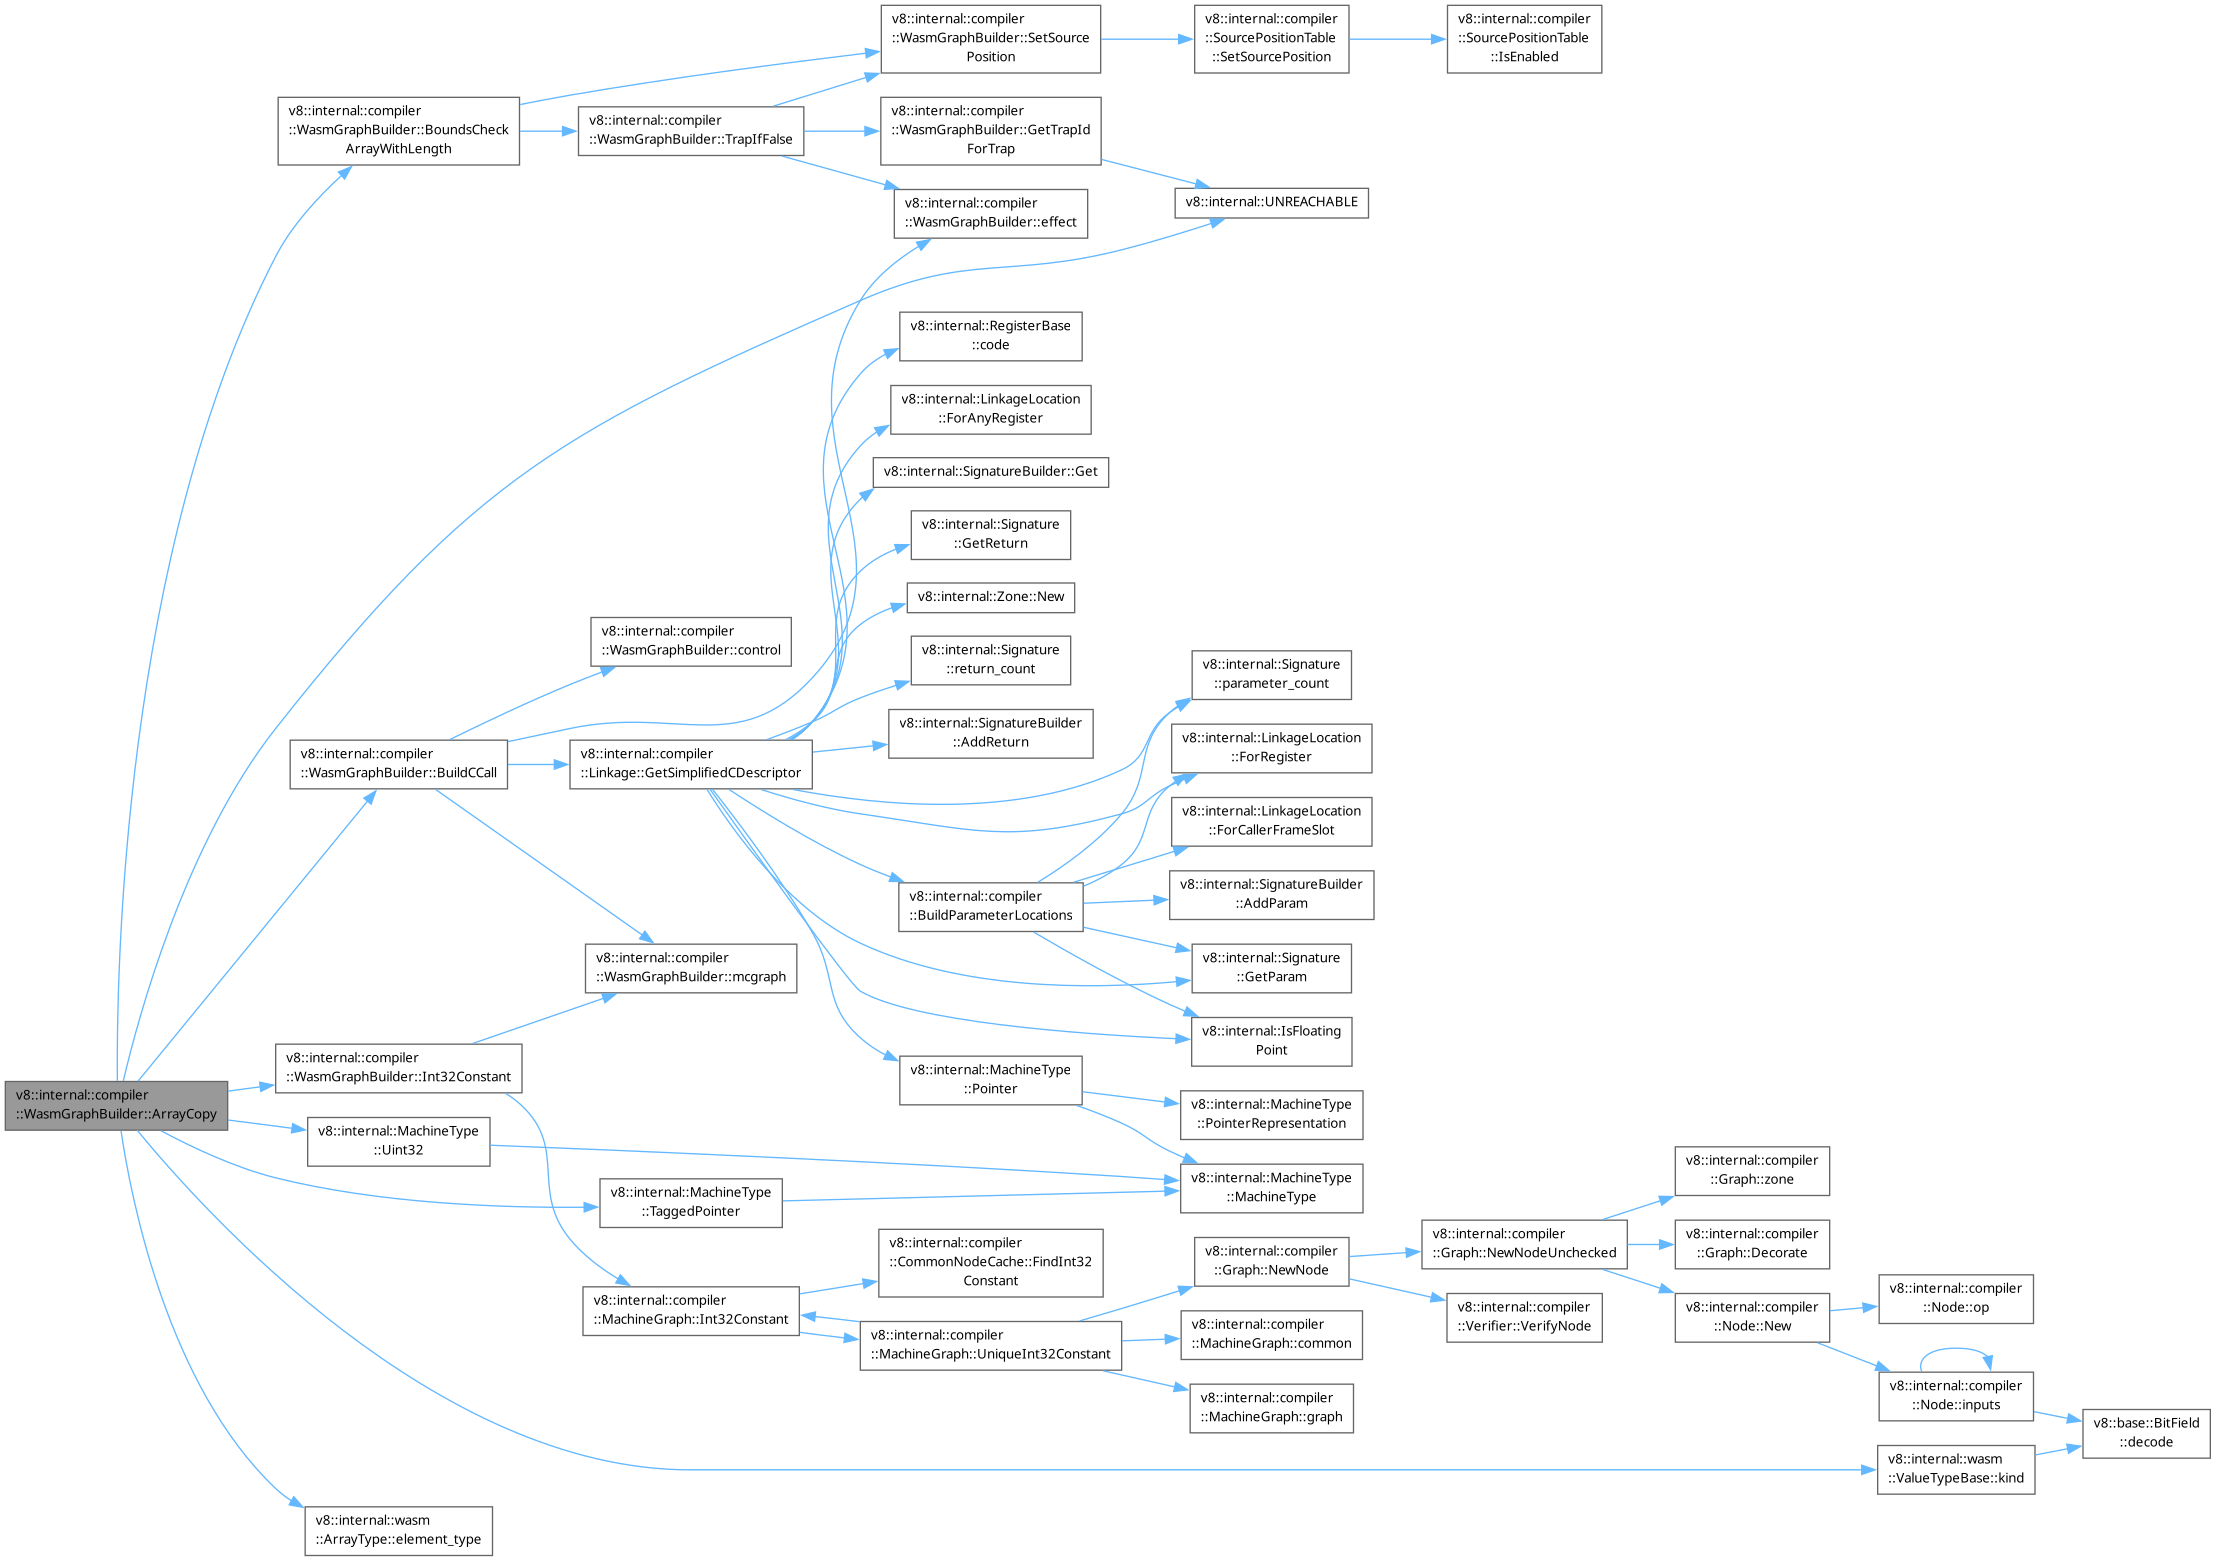 v8::internal::compiler
::WasmGraphBuilder::SetSource
Position
v8::internal::compiler
::SourcePositionTable
::SetSourcePosition
v8::internal::compiler
::SourcePositionTable
::IsEnabled
v8::internal::compiler
::WasmGraphBuilder::BoundsCheck
ArrayWithLength
v8::internal::compiler
::WasmGraphBuilder::TrapIfFalse
v8::internal::compiler
::WasmGraphBuilder::GetTrapId
ForTrap
v8::internal::compiler
::WasmGraphBuilder::effect
v8::internal::UNREACHABLE
v8::internal::RegisterBase
::code
v8::internal::LinkageLocation
::ForAnyRegister
v8::internal::SignatureBuilder::Get
v8::internal::Signature
::GetReturn
v8::internal::Zone::New
v8::internal::compiler
::WasmGraphBuilder::control
v8::internal::Signature
::return_count
v8::internal::Signature
::parameter_count
v8::internal::compiler
::WasmGraphBuilder::BuildCCall
v8::internal::compiler
::Linkage::GetSimplifiedCDescriptor
v8::internal::SignatureBuilder
::AddReturn
v8::internal::LinkageLocation
::ForRegister
v8::internal::LinkageLocation
::ForCallerFrameSlot
v8::internal::compiler
::BuildParameterLocations
v8::internal::SignatureBuilder
::AddParam
v8::internal::compiler
::WasmGraphBuilder::mcgraph
v8::internal::Signature
::GetParam
v8::internal::IsFloating
Point
v8::internal::compiler
::WasmGraphBuilder::ArrayCopy
v8::internal::compiler
::WasmGraphBuilder::Int32Constant
v8::internal::MachineType
::Pointer
v8::internal::MachineType
::PointerRepresentation
v8::internal::MachineType
::Uint32
v8::internal::MachineType
::TaggedPointer
v8::internal::MachineType
::MachineType
v8::internal::compiler
::Graph::zone
v8::internal::compiler
::CommonNodeCache::FindInt32
Constant
v8::internal::compiler
::Graph::NewNode
v8::internal::compiler
::Graph::NewNodeUnchecked
v8::internal::compiler
::Graph::Decorate
v8::internal::compiler
::MachineGraph::Int32Constant
v8::internal::compiler
::MachineGraph::UniqueInt32Constant
v8::internal::compiler
::MachineGraph::common
v8::internal::compiler
::Verifier::VerifyNode
v8::internal::compiler
::Node::New
v8::internal::compiler
::Node::op
v8::internal::compiler
::MachineGraph::graph
v8::internal::compiler
::Node::inputs
v8::base::BitField
::decode
v8::internal::wasm
::ValueTypeBase::kind
v8::internal::wasm
::ArrayType::element_type